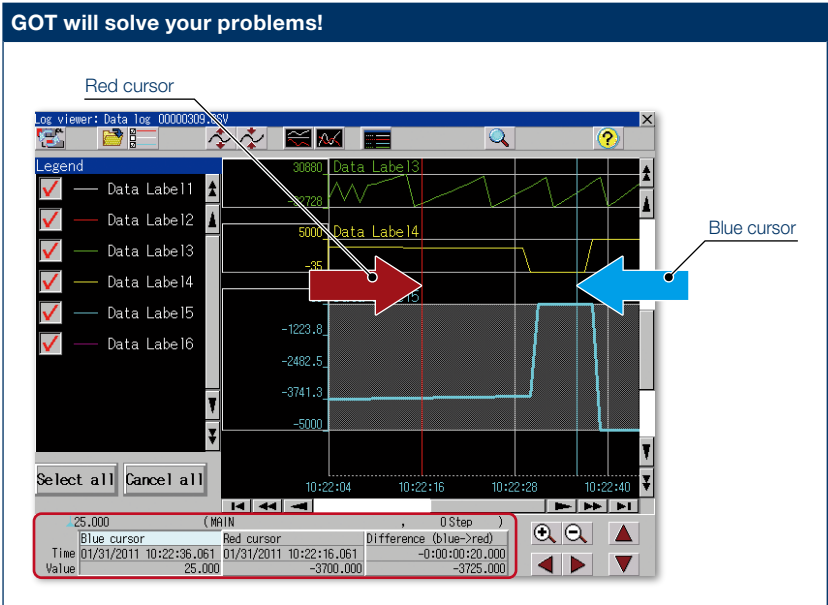 GOT will solve your problems!
Red cursor
Log viewer: Data log 00000309.CSV
Legend
Data Label1
Data Label2
Data Label3
Data Label4
Data Label5
Data Label6
Select all
Cancel all
30880
Data Label3
-32728
5000
Data Label4
-35
Blue cursor
-1223.8
-2482.5
-3741.3
-5000
10:22:04 10:22:16 10:22:28 10:22:40
25.000 (MAIN , 0 Step )
Blue cursor Red cursor Difference (blue->red)
Time 01/31/2011 10:22:36.061 01/31/2011 10:22:16.061 -0:00:00:20.000
Value 25.000 -3700.000 -3725.000